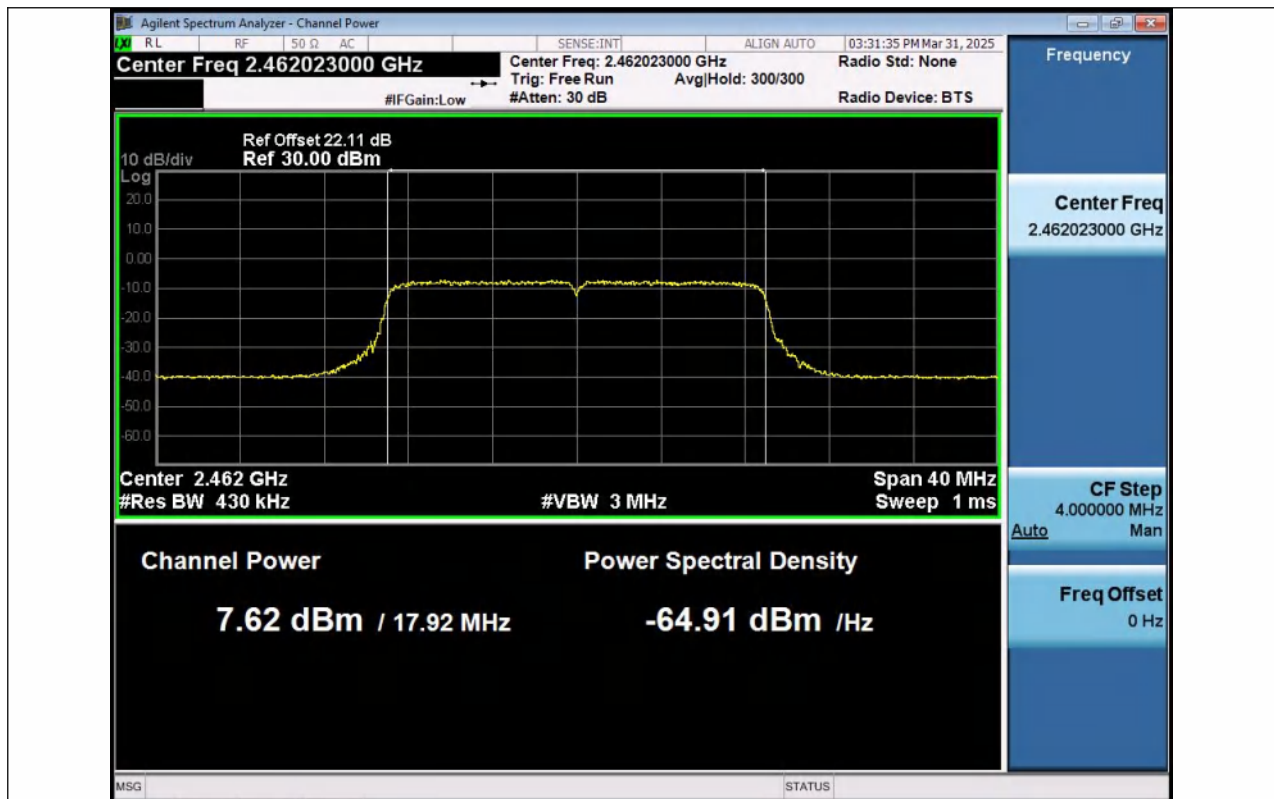 Agilent Spectrum Analyzer - Channel Power
LXI RL RF 50 Ω AC SENSE:INT ALIGN AUTO 03:31:35 PM Mar 31, 2025
Center Freq 2.462023000 GHz
Center Freq: 2.462023000 GHz Radio Std: None
Trig: Free Run Avg|Hold: 300/300
#IFGain:Low #Atten: 30 dB Radio Device: BTS
Ref Offset 22.11 dB
10 dB/div Ref 30.00 dBm
Log
20.0
10.0
0.00
-10.0
-20.0
-30.0
-40.0
-50.0
-60.0
Center 2.462 GHz Span 40 MHz
#Res BW 430 kHz #VBW 3 MHz Sweep 1 ms
Channel Power Power Spectral Density
7.62 dBm / 17.92 MHz -64.91 dBm /Hz
MSG STATUS
Frequency
Center Freq
2.462023000 GHz
CF Step
4.000000 MHz
Auto Man
Freq Offset
0 Hz